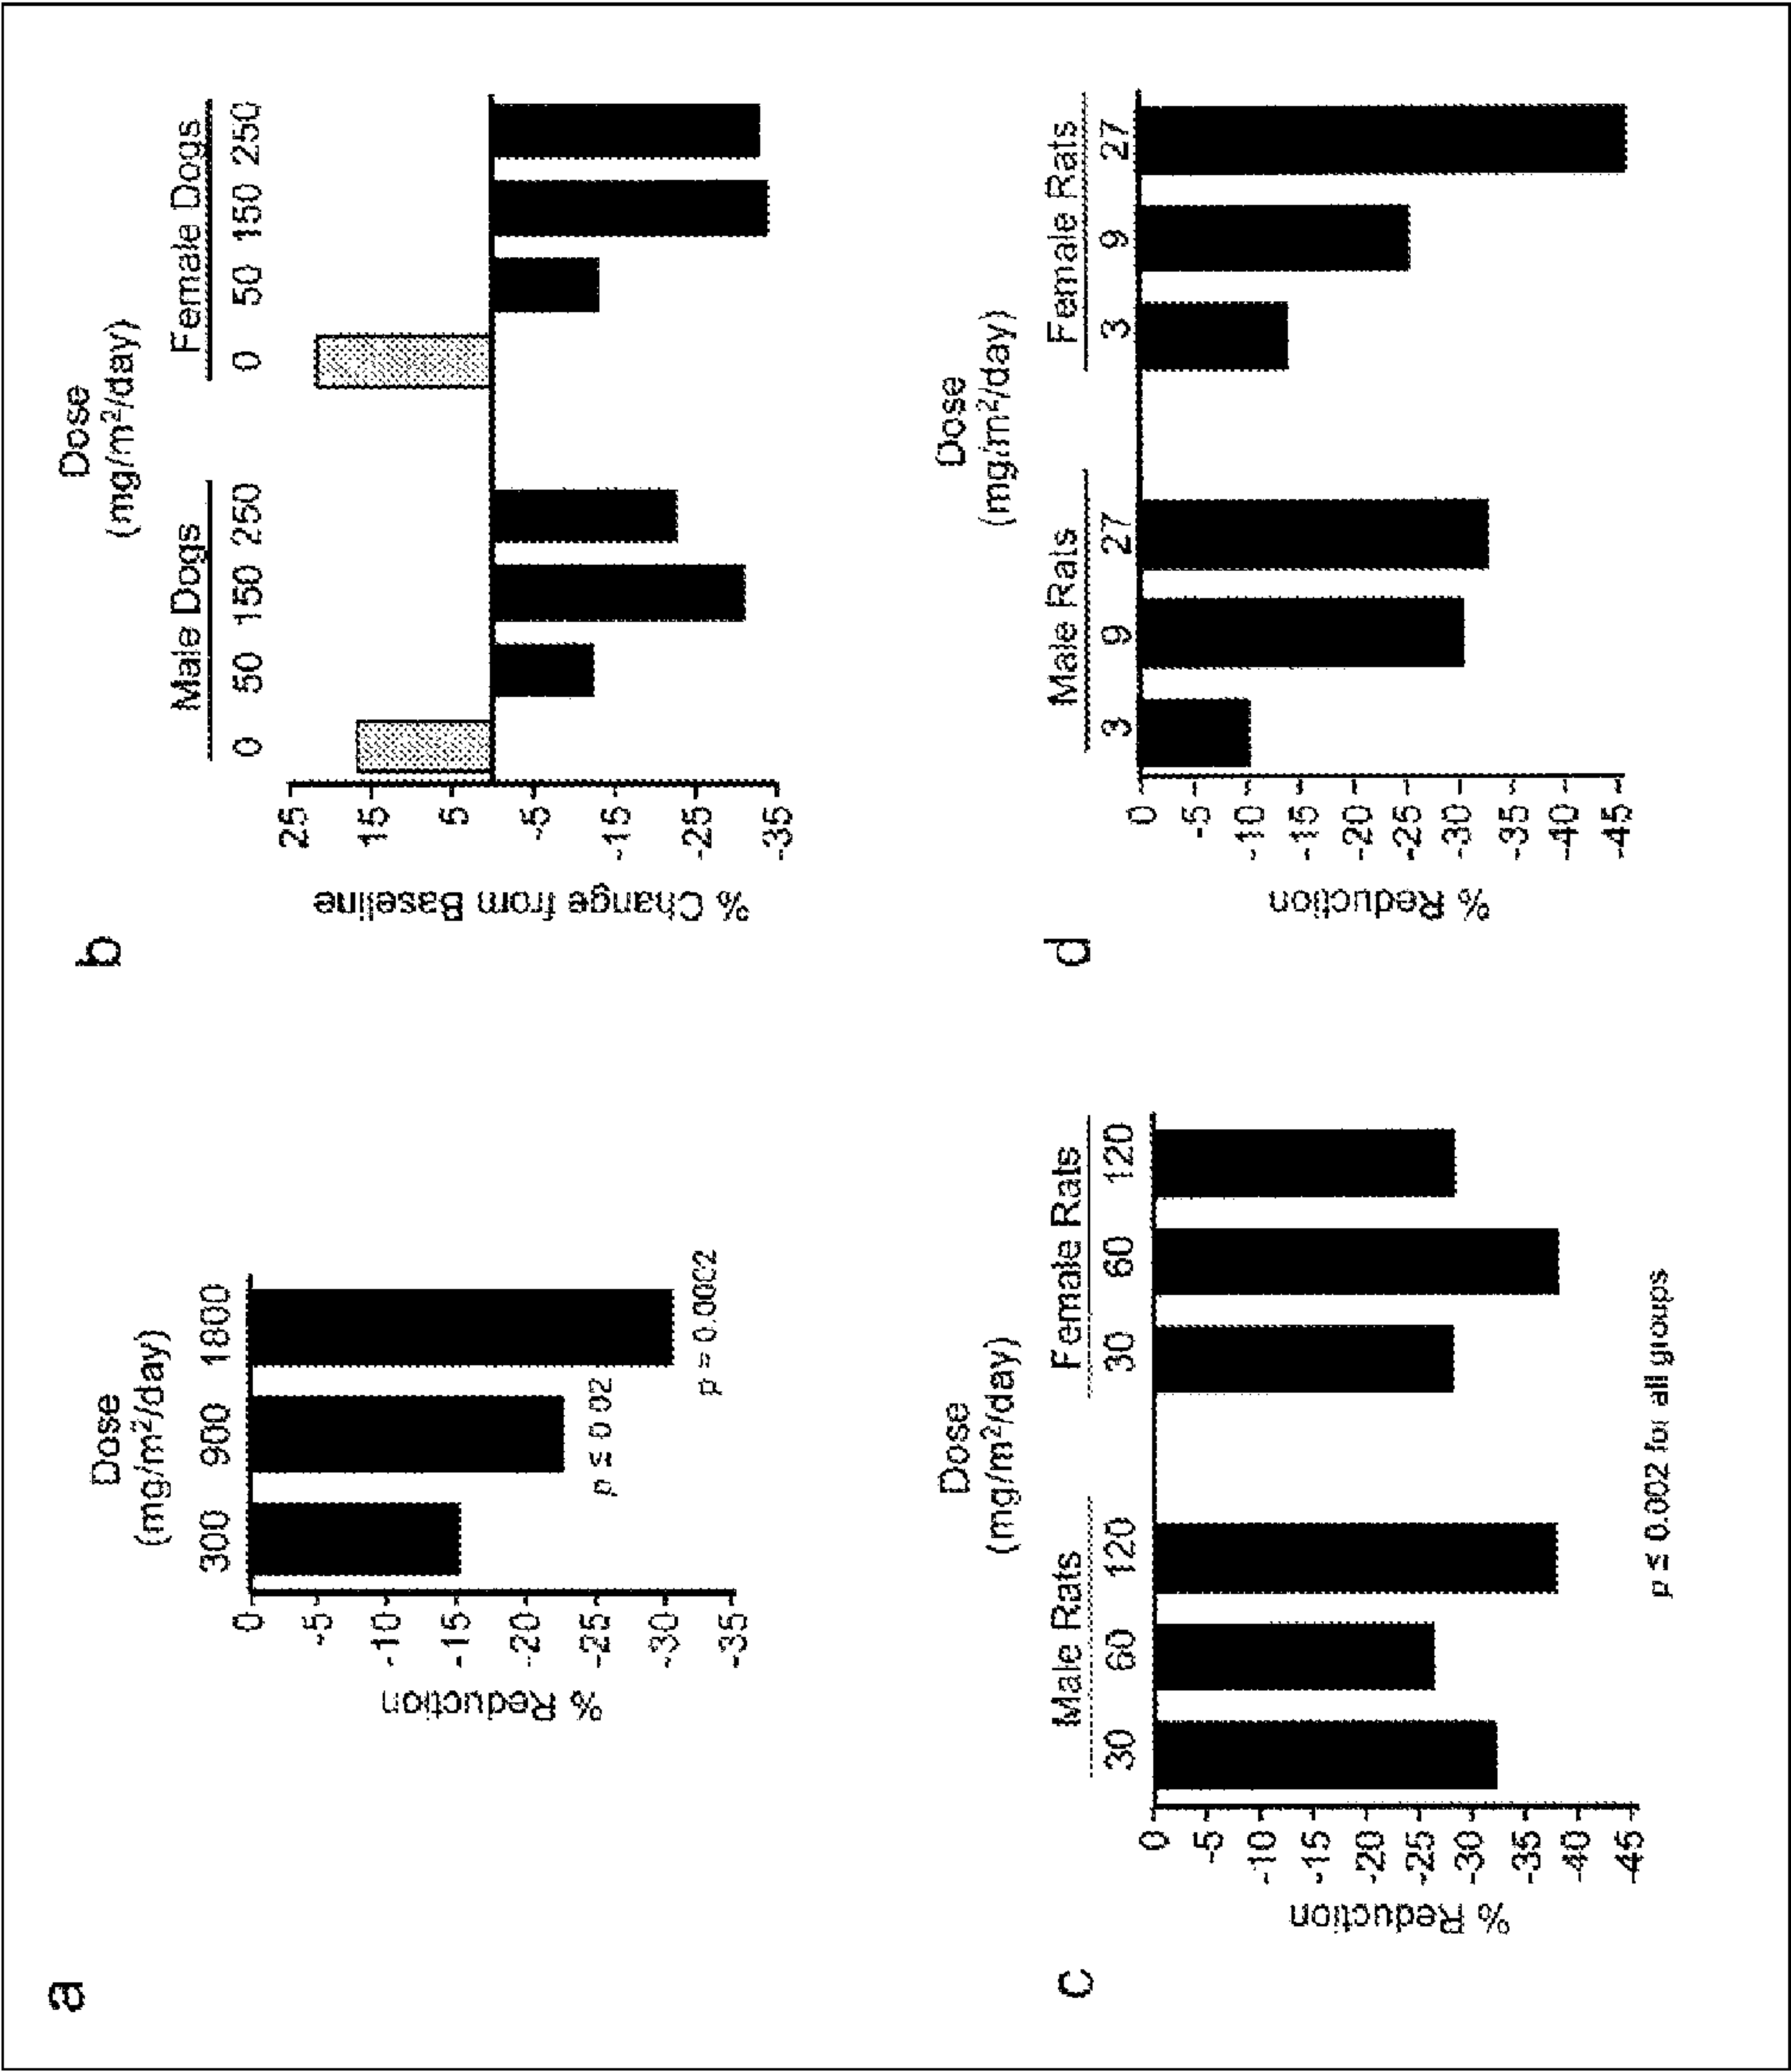 a
Dose
(mg/m²/day)
300 900 1800
0
-5
-10
-15
-20
-25
-30
-35
% Reduction
p ≤ 0 02
p = 0.0002
b
Dose
(mg/m²/day)
Male Dogs Female Dogs
0 50 150 250 0 50 150 250
25
15
5
-5
-15
-25
-35
% Change from Baseline
c
Dose
(mg/m²/day)
Male Rats Female Rats
30 60 120 30 60 120
0
-5
-10
-15
-20
-25
-30
-35
-40
-45
% Reduction
p ≤ 0.002 for all groups
d
Dose
(mg/m²/day)
Male Rats Female Rats
3 9 27 3 9 27
0
-5
-10
-15
-20
-25
-30
-35
-40
-45
% Reduction